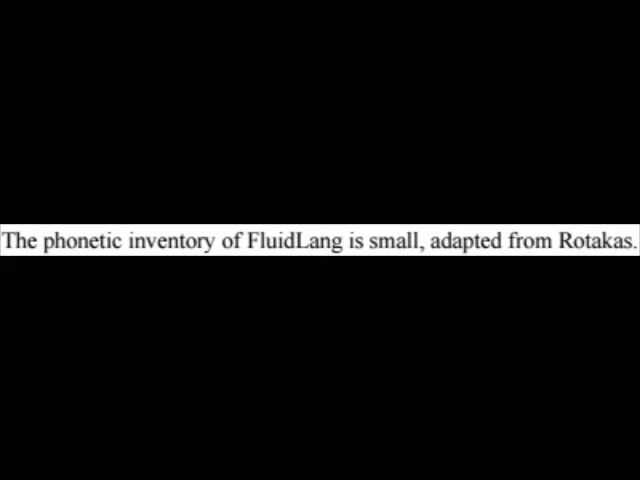 The phonetic inventory of FluidLang is small, adapted from Rotakas.